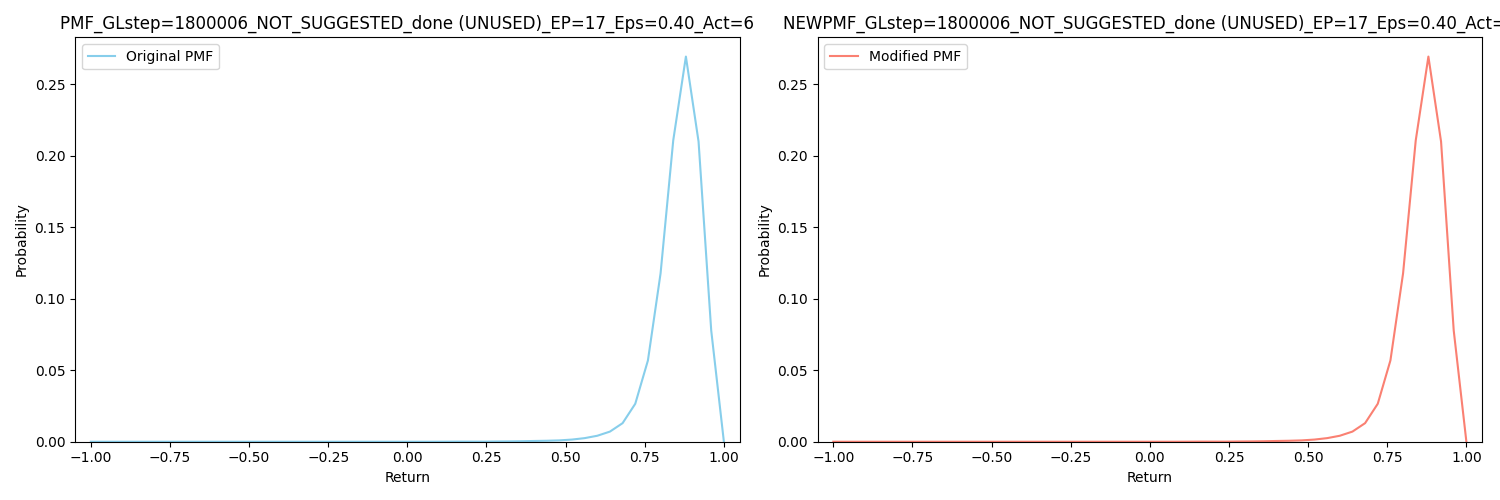 PMF_GLstep=1800006_NOT_SUGGESTED_done (UNUSED)_EP=17_Eps=0.40_Act=6
Original PMF
0.25
0.20
0.15
0.10
0.05
0.00
Probability
−1.00 −0.75 −0.50 −0.25 0.00 0.25 0.50 0.75 1.00
Return
NEWPMF_GLstep=1800006_NOT_SUGGESTED_done (UNUSED)_EP=17_Eps=0.40_Act=
Modified PMF
0.25
0.20
0.15
0.10
0.05
0.00
Probability
−1.00 −0.75 −0.50 −0.25 0.00 0.25 0.50 0.75 1.00
Return